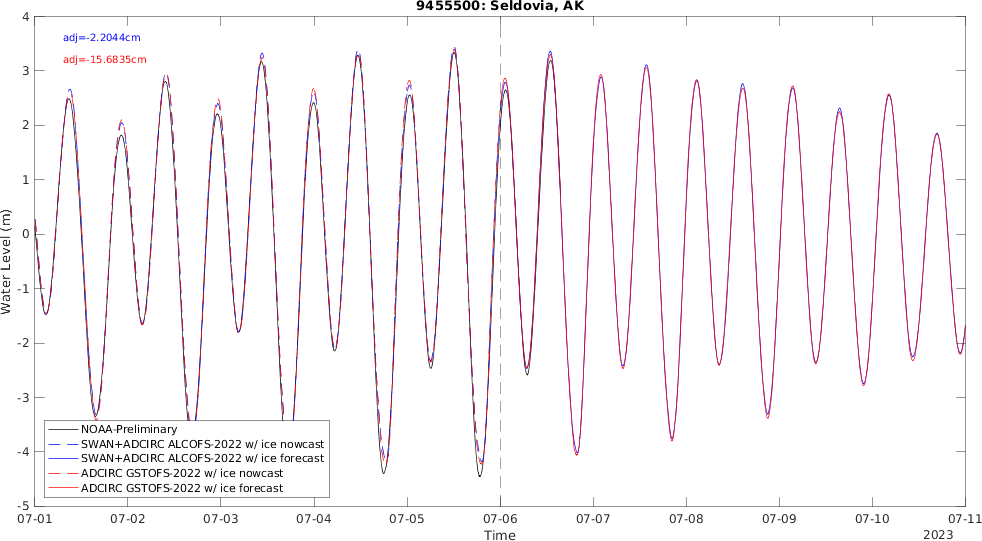 9455500: Seldovia, AK
adj=-2.2044cm
adj=-15.6835cm
4
3
2
1
0
-1
-2
-3
-4
-5
Water Level (m)
NOAA-Preliminary
SWAN+ADCIRC ALCOFS-2022 w/ ice nowcast
SWAN+ADCIRC ALCOFS-2022 w/ ice forecast
ADCIRC GSTOFS-2022 w/ ice nowcast
ADCIRC GSTOFS-2022 w/ ice forecast
07-01 07-02 07-03 07-04 07-05 07-06 07-07 07-08 07-09 07-10 07-11
Time
2023